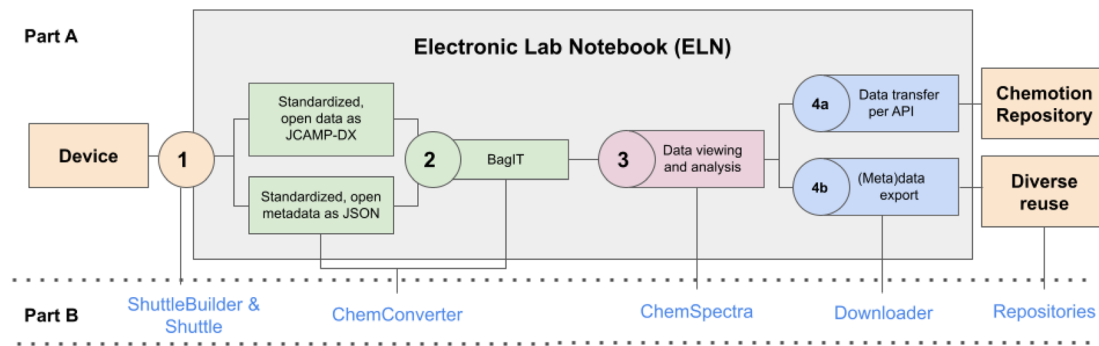 Part A
Electronic Lab Notebook (ELN)
Device
1
Standardized,
open data as
JCAMP-DX
Standardized, open
metadata as JSON
2
BagIT
3
Data viewing
and analysis
4a
Data transfer
per API
4b
(Meta)data
export
Chemotion
Repository
Diverse
reuse
Part B
ShuttleBuilder &
Shuttle
ChemConverter
ChemSpectra
Downloader
Repositories